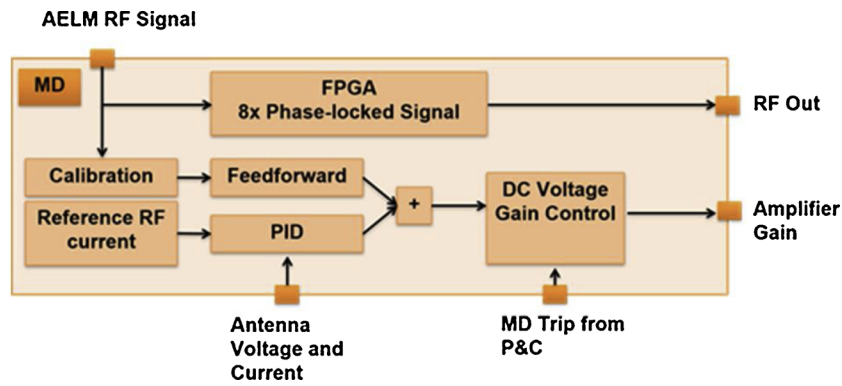 AELM RF Signal
MD
FPGA
8x Phase-locked Signal
RF Out
Calibration
Feedforward
Reference RF
current
PID
+
DC Voltage
Gain Control
Amplifier
Gain
Antenna
Voltage and
Current
MD Trip from
P&C